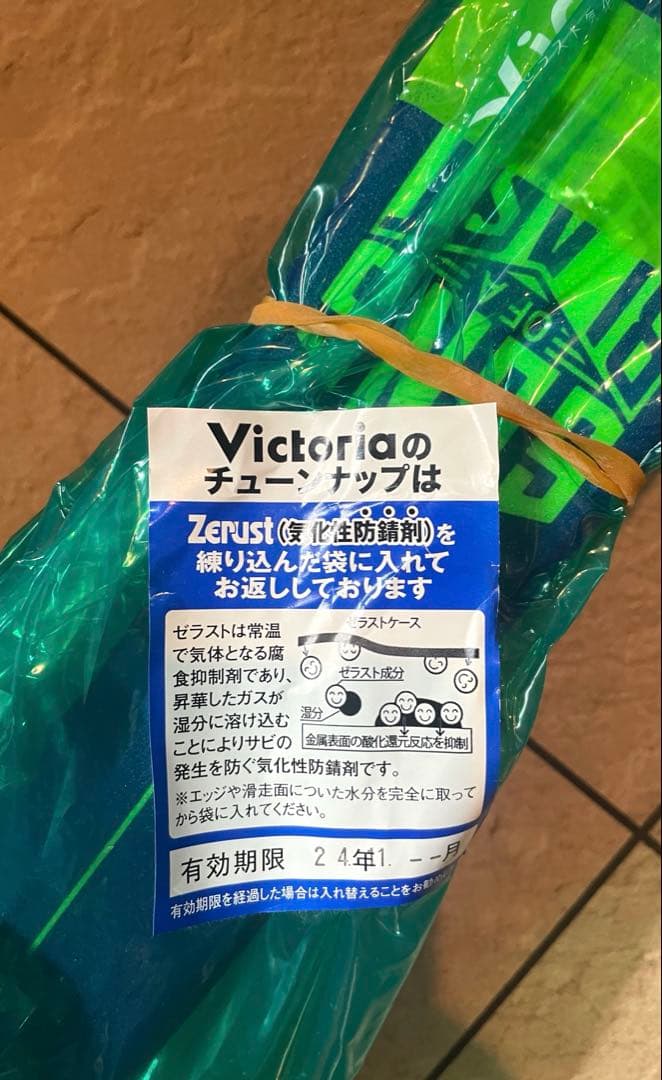 Victoriaの
チューンナップは
Zerust(気化性防錆剤)を
練り込んだ袋に入れて
お返ししております
ゼラストは常温
で気体となる腐
食抑制剤であり、
昇華したガスが
湿分に溶け込む
ことによりサビの
発生を防ぐ気化性防錆剤です。
ゼラストケース
ゼラスト成分
湿分
金属表面の酸化還元反応を抑制
※エッジや滑走面についた水分を完全に取って
から袋に入れてください。
有効期限 24.年11. --月
有効期限を経過した場合は入れ替えることをお